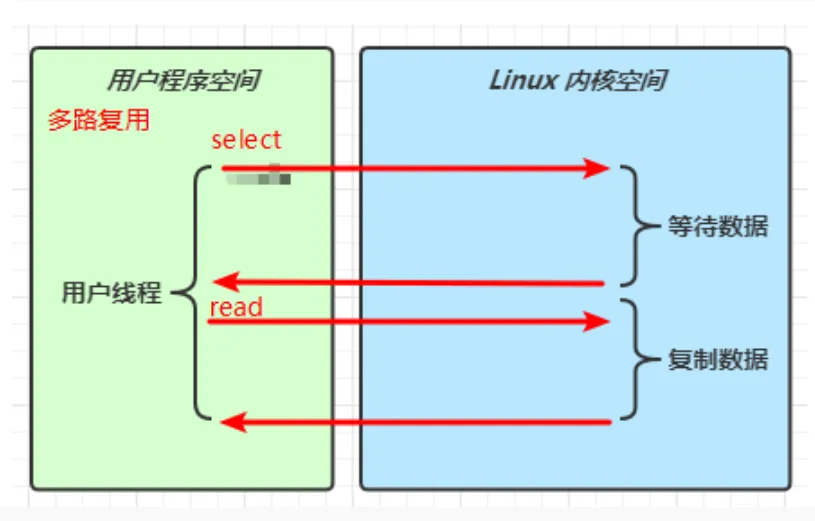 用户程序空间
Linux 内核空间
多路复用
select
等待数据
用户线程
read
复制数据